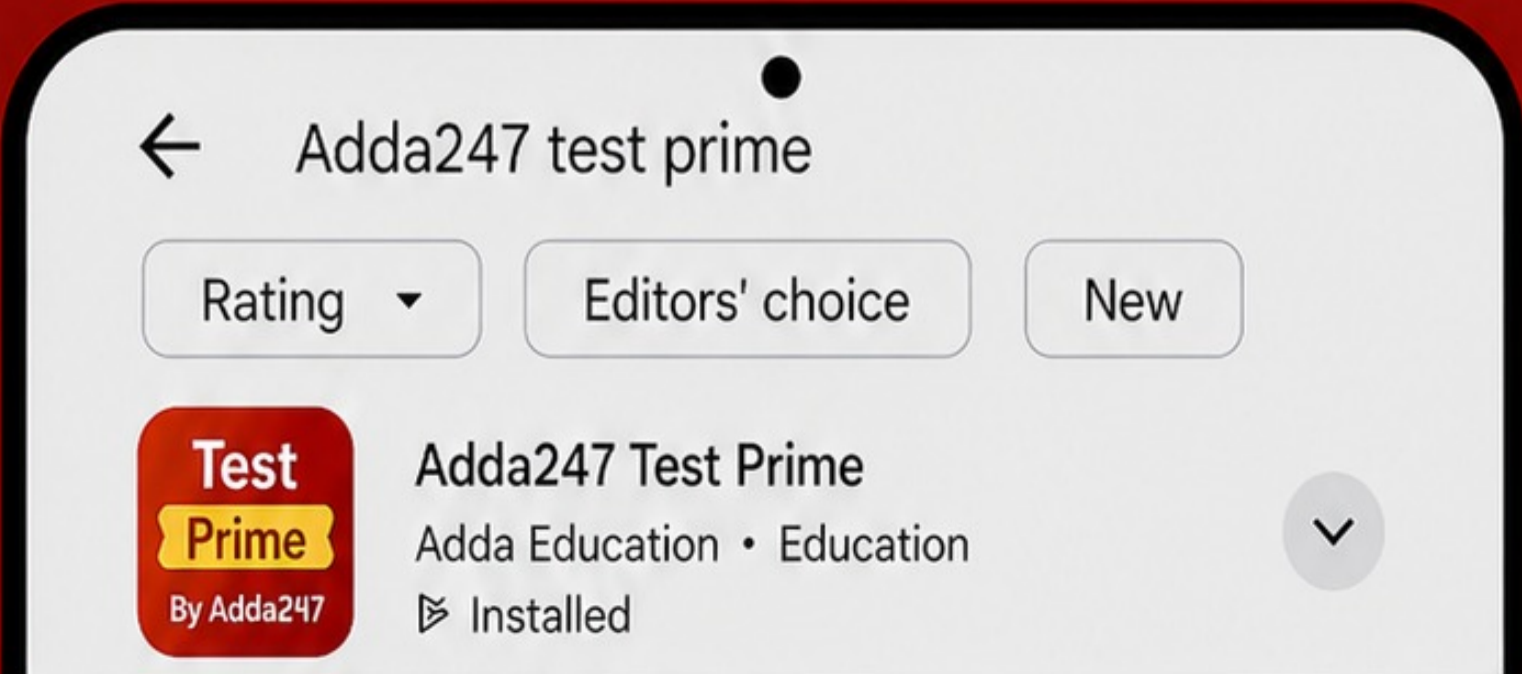 Adda247 test prime
Rating
Editors' choice
New
Test
Prime
By Adda247
Adda247 Test Prime
Adda Education • Education
Installed